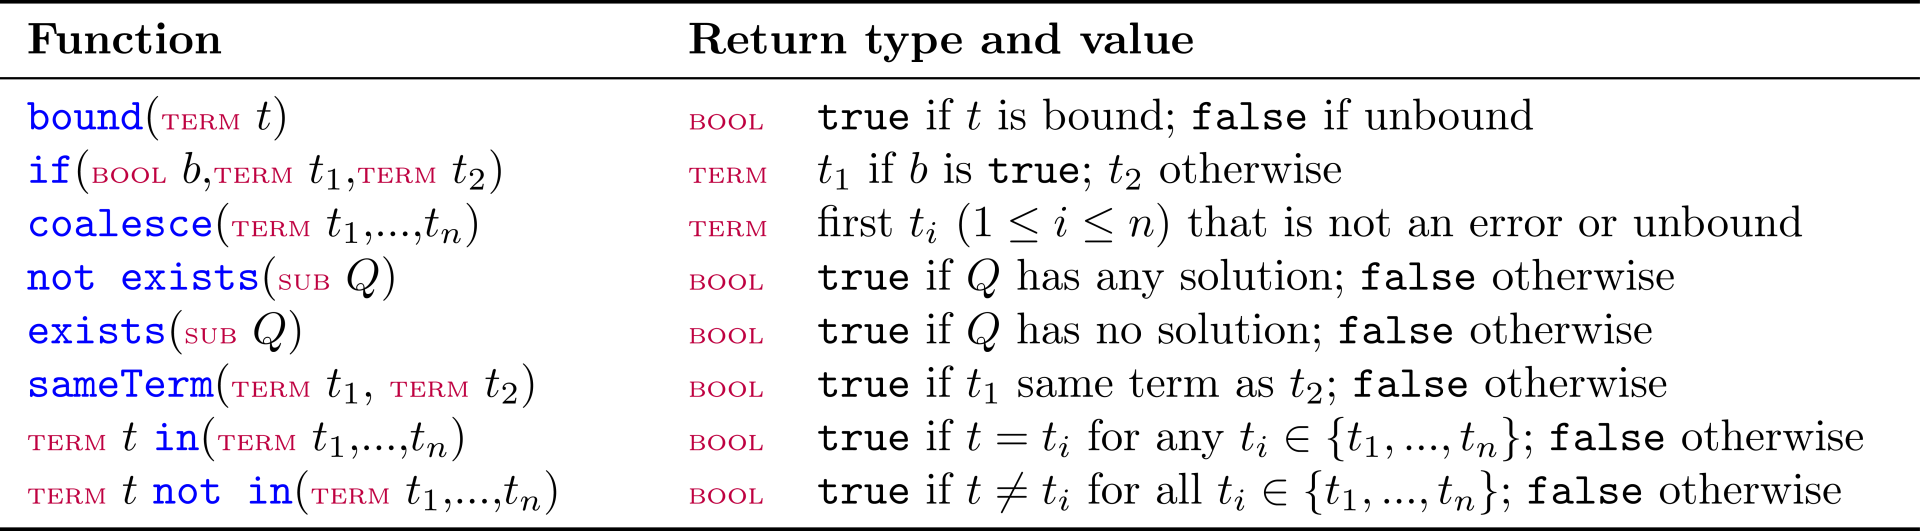 Function Return type and value
bound(TERM t) BOOL true if t is bound; false if unbound
if(BOOL b,TERM t₁,TERM t₂) TERM t₁ if b is true; t₂ otherwise
coalesce(TERM t₁,...,tₙ) TERM first tᵢ (1 ≤ i ≤ n) that is not an error or unbound
not exists(SUB Q) BOOL true if Q has any solution; false otherwise
exists(SUB Q) BOOL true if Q has no solution; false otherwise
sameTerm(TERM t₁, TERM t₂) BOOL true if t₁ same term as t₂; false otherwise
TERM t in(TERM t₁,...,tₙ) BOOL true if t = tᵢ for any tᵢ ∈ {t₁, ..., tₙ}; false otherwise
TERM t not in(TERM t₁,...,tₙ) BOOL true if t ≠ tᵢ for all tᵢ ∈ {t₁, ..., tₙ}; false otherwise